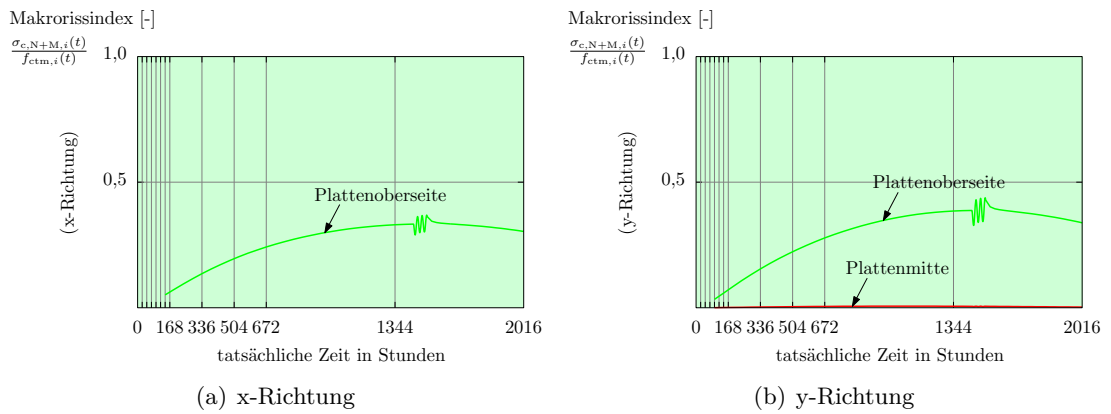 Makrorissindex [-]
σc,N+M,i(t)
fctm,i(t)
1,0
(x-Richtung)
0,5
Plattenoberseite
0 168 336 504 672 1344 2016
tatsächliche Zeit in Stunden
(a) x-Richtung
Makrorissindex [-]
σc,N+M,i(t)
fctm,i(t)
1,0
(y-Richtung)
0,5
Plattenoberseite
Plattenmitte
0 168 336 504 672 1344 2016
tatsächliche Zeit in Stunden
(b) y-Richtung